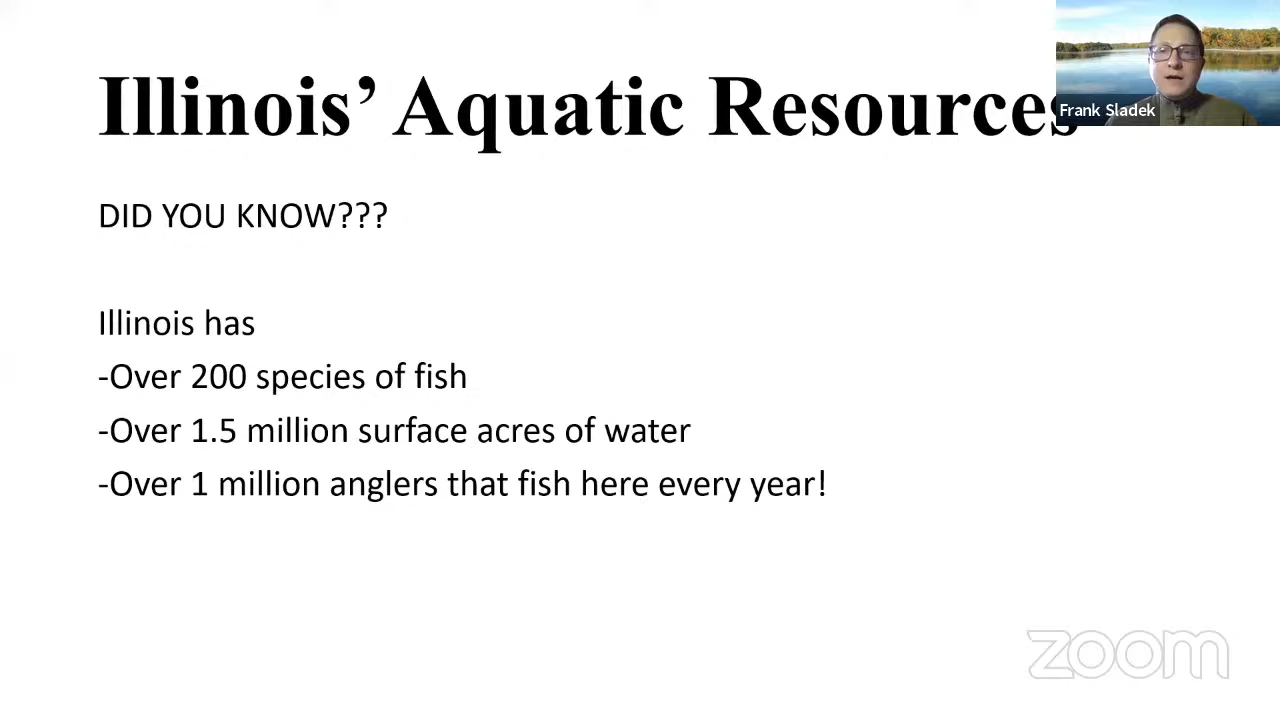 Illinois’ Aquatic Resources
Frank Sladek
DID YOU KNOW???
Illinois has
-Over 200 species of fish
-Over 1.5 million surface acres of water
-Over 1 million anglers that fish here every year!
zoom